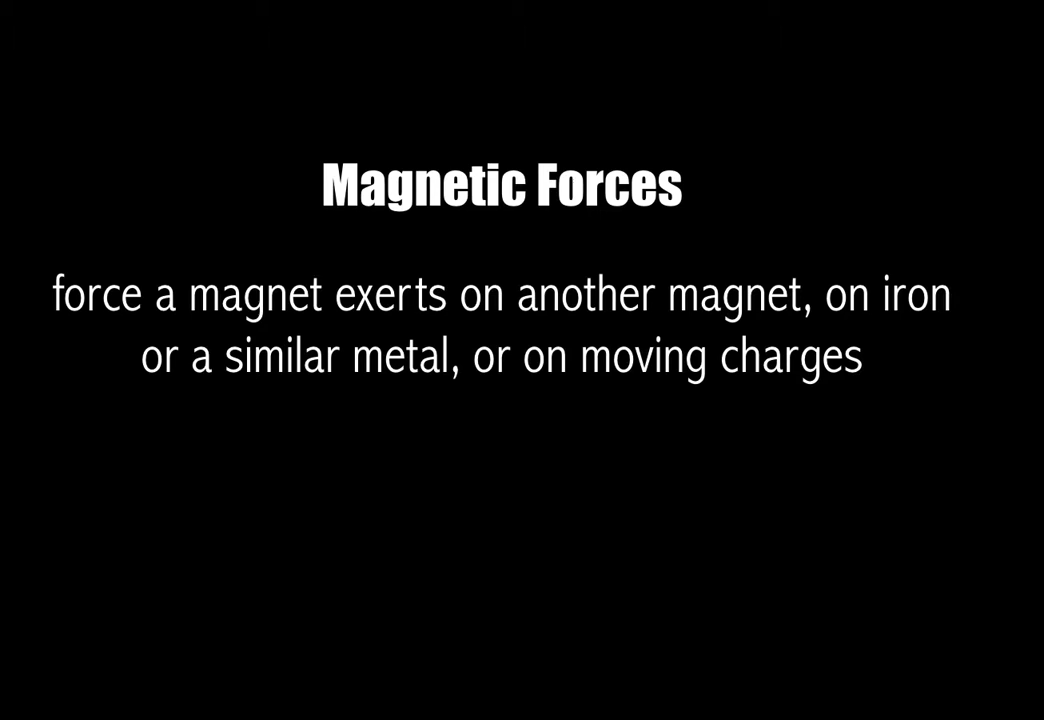 Magnetic Forces
force a magnet exerts on another magnet, on iron
or a similar metal, or on moving charges